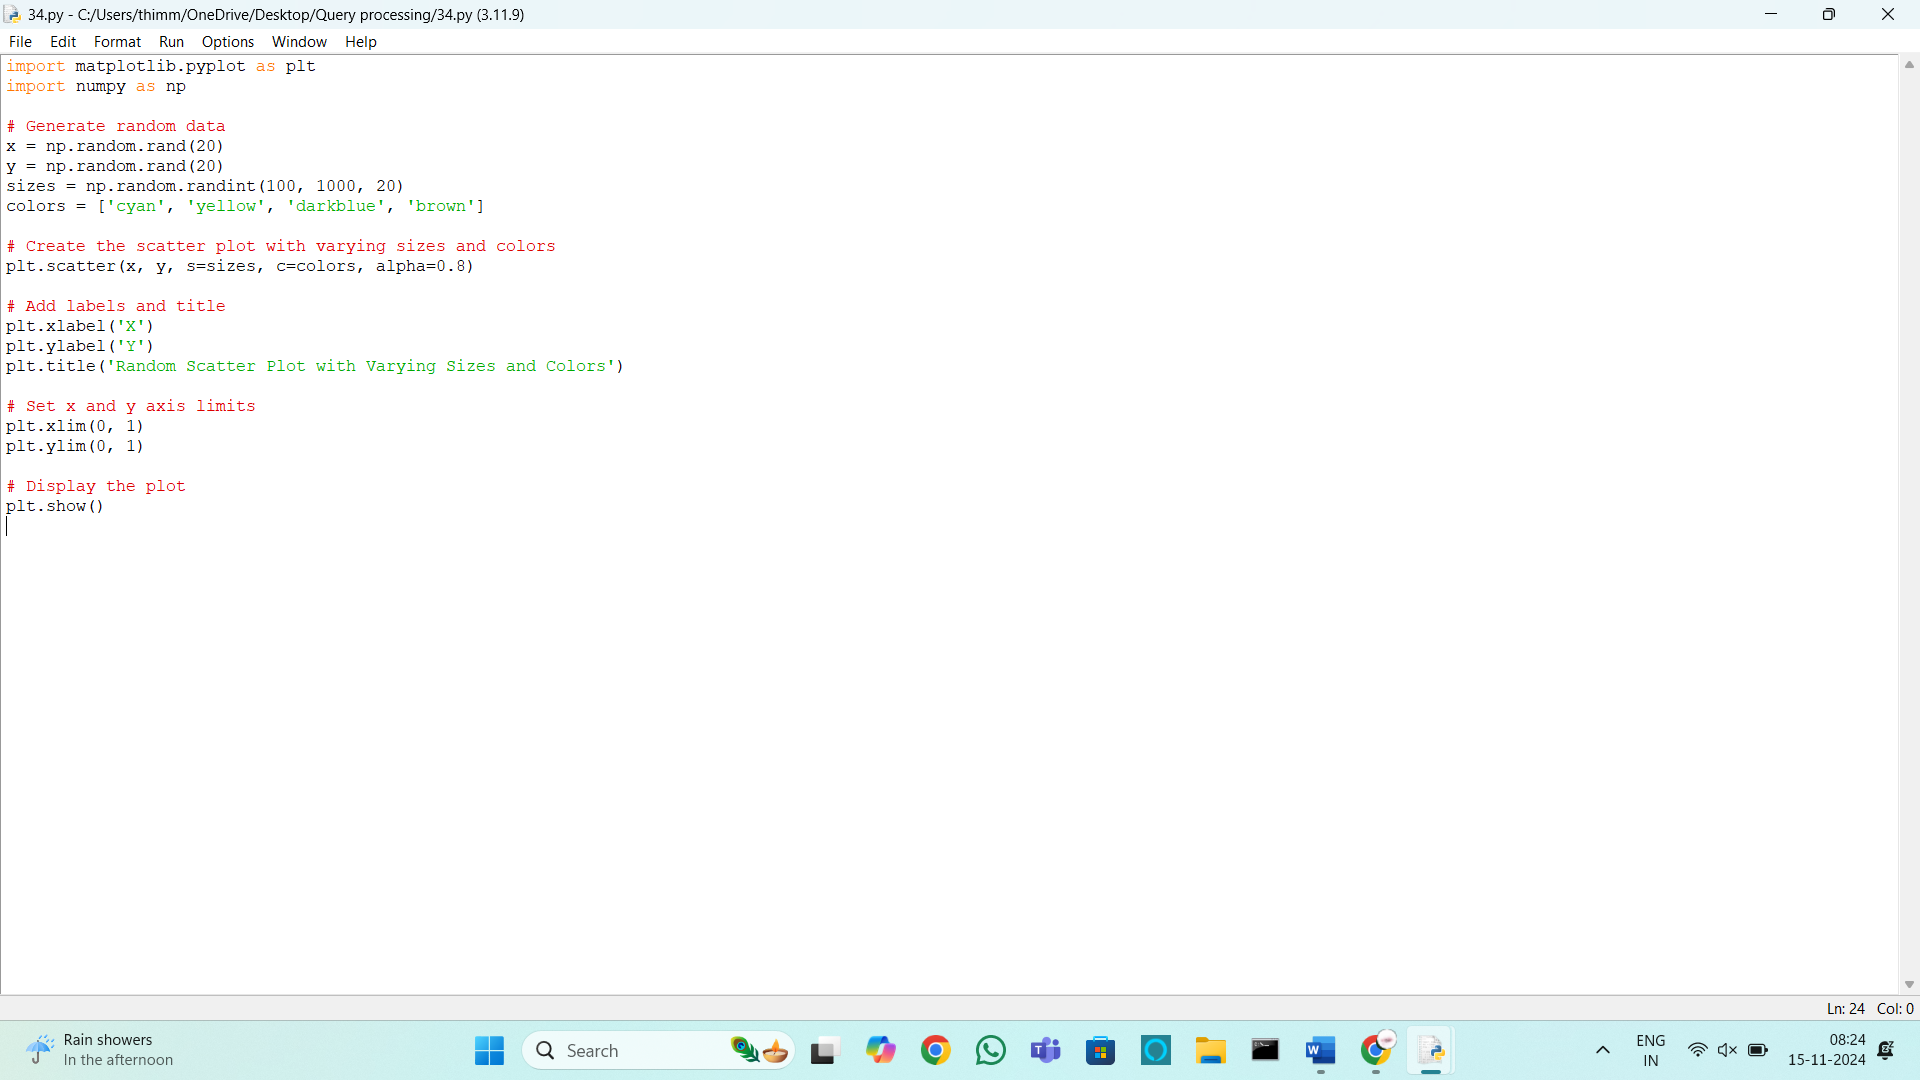 34.py - C:/Users/thimm/OneDrive/Desktop/Query processing/34.py (3.11.9)
File Edit Format Run Options Window Help
import matplotlib.pyplot as plt
import numpy as np

# Generate random data
x = np.random.rand(20)
y = np.random.rand(20)
sizes = np.random.randint(100, 1000, 20)
colors = ['cyan', 'yellow', 'darkblue', 'brown']

# Create the scatter plot with varying sizes and colors
plt.scatter(x, y, s=sizes, c=colors, alpha=0.8)

# Add labels and title
plt.xlabel('X')
plt.ylabel('Y')
plt.title('Random Scatter Plot with Varying Sizes and Colors')

# Set x and y axis limits
plt.xlim(0, 1)
plt.ylim(0, 1)

# Display the plot
plt.show()
Ln: 24 Col: 0
Rain showers
In the afternoon
Search
ENG
IN
08:24
15-11-2024